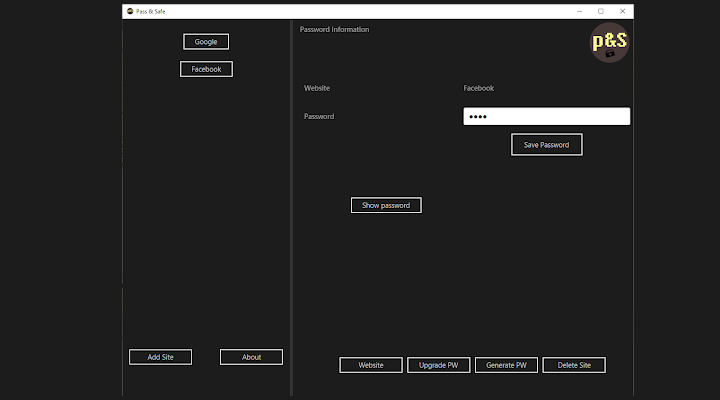 Pass & Safe
Google
Facebook
Add Site
About
Password Information
p&S
Website
Facebook
Password
Save Password
Show password
Website
Upgrade PW
Generate PW
Delete Site